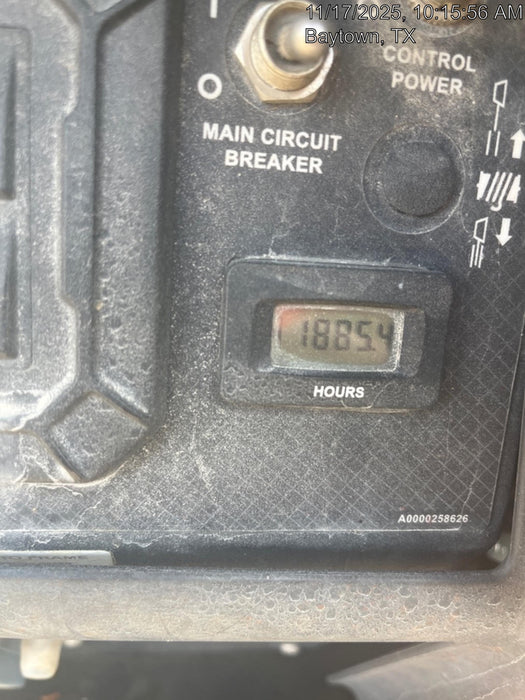 11/17/2025, 10:15:56 AM
Baytown, TX
I
O
CONTROL
POWER
MAIN CIRCUIT
BREAKER
1885.4
HOURS
A0000258626